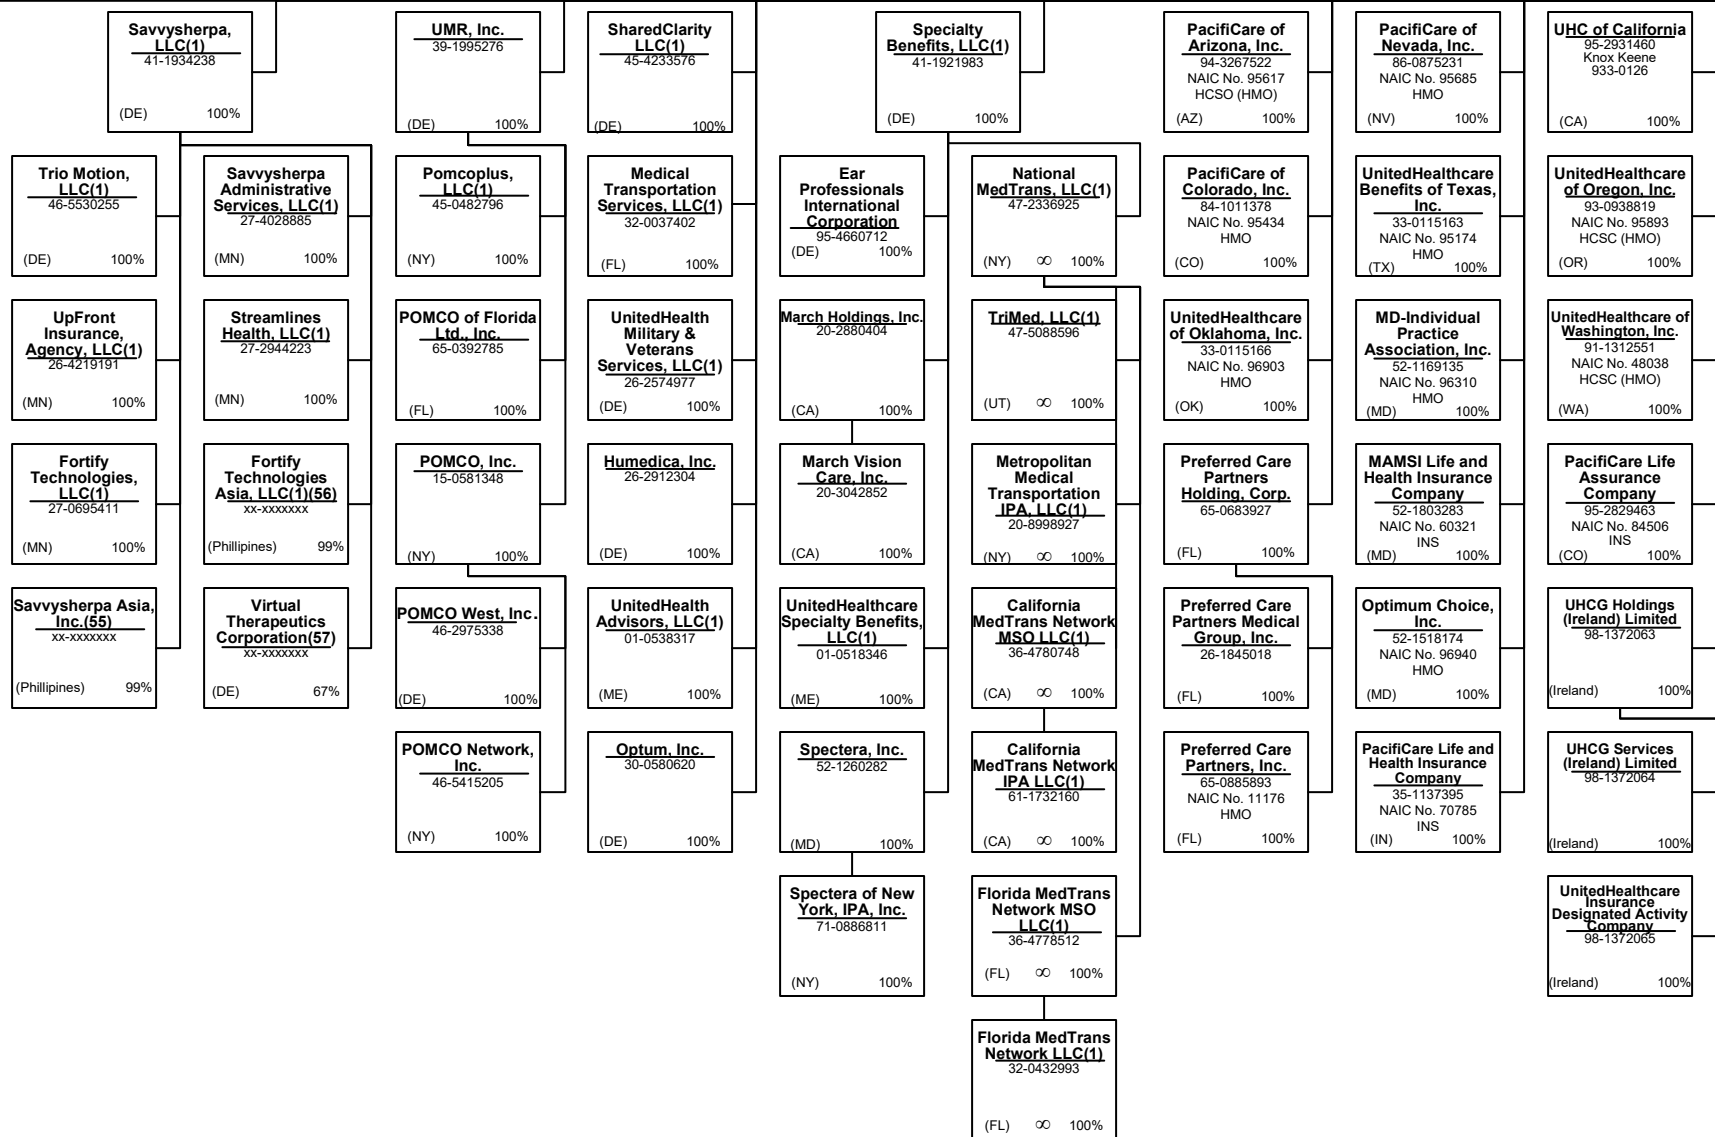 Savvysherpa,
LLC(1)
41-1934238
(DE) 100%
UMR, Inc.
39-1995276
(DE) 100%
SharedClarity
LLC(1)
45-4233576
(DE) 100%
Specialty
Benefits, LLC(1)
41-1921983
(DE) 100%
PacifiCare of
Arizona, Inc.
94-3267522
NAIC No. 95617
HCSO (HMO)
(AZ) 100%
PacifiCare of
Nevada, Inc.
86-0875231
NAIC No. 95685
HMO
(NV) 100%
UHC of California
95-2931460
Knox Keene
933-0126
(CA) 100%
Trio Motion,
LLC(1)
46-5530255
(DE) 100%
Savvysherpa
Administrative
Services, LLC(1)
27-4028885
(MN) 100%
Pomcoplus,
LLC(1)
45-0482796
(NY) 100%
Medical
Transportation
Services, LLC(1)
32-0037402
(FL) 100%
Ear
Professionals
International
Corporation
95-4660712
(DE) 100%
National
MedTrans, LLC(1)
47-2336925
(NY) ∞ 100%
PacifiCare of
Colorado, Inc.
84-1011378
NAIC No. 95434
HMO
(CO) 100%
UnitedHealthcare
Benefits of Texas,
Inc.
33-0115163
NAIC No. 95174
HMO
(TX) 100%
UnitedHealthcare
of Oregon, Inc.
93-0938819
NAIC No. 95893
HCSC (HMO)
(OR) 100%
UpFront
Insurance,
Agency, LLC(1)
26-4219191
(MN) 100%
Streamlines
Health, LLC(1)
27-2944223
(MN) 100%
POMCO of Florida
Ltd., Inc.
65-0392785
(FL) 100%
UnitedHealth
Military &
Veterans
Services, LLC(1)
26-2574977
(DE) 100%
March Holdings, Inc.
20-2880404
(CA) 100%
TriMed, LLC(1)
47-5088596
(UT) ∞ 100%
UnitedHealthcare
of Oklahoma, Inc.
33-0115166
NAIC No. 96903
HMO
(OK) 100%
MD-Individual
Practice
Association, Inc.
52-1169135
NAIC No. 96310
HMO
(MD) 100%
UnitedHealthcare of
Washington, Inc.
91-1312551
NAIC No. 48038
HCSC (HMO)
(WA) 100%
Fortify
Technologies,
LLC(1)
27-0695411
(MN) 100%
Fortify
Technologies
Asia, LLC(1)(56)
xx-xxxxxxx
(Phillipines) 99%
POMCO, Inc.
15-0581348
(NY) 100%
Humedica, Inc.
26-2912304
(DE) 100%
March Vision
Care, Inc.
20-3042852
(CA) 100%
Metropolitan
Medical
Transportation
IPA, LLC(1)
20-8998927
(NY) ∞ 100%
Preferred Care
Partners
Holding, Corp.
65-0683927
(FL) 100%
MAMSI Life and
Health Insurance
Company
52-1803283
NAIC No. 60321
INS
(MD) 100%
PacifiCare Life
Assurance
Company
95-2829463
NAIC No. 84506
INS
(CO) 100%
Savvysherpa Asia,
Inc.(55)
xx-xxxxxxx
(Phillipines) 99%
Virtual
Therapeutics
Corporation(57)
xx-xxxxxxx
(DE) 67%
POMCO West, Inc.
46-2975338
(DE) 100%
UnitedHealth
Advisors, LLC(1)
01-0538317
(ME) 100%
UnitedHealthcare
Specialty Benefits,
LLC(1)
01-0518346
(ME) 100%
California
MedTrans Network
MSO LLC(1)
36-4780748
(CA) ∞ 100%
Preferred Care
Partners Medical
Group, Inc.
26-1845018
(FL) 100%
Optimum Choice,
Inc.
52-1518174
NAIC No. 96940
HMO
(MD) 100%
UHCG Holdings
(Ireland) Limited
98-1372063
(Ireland) 100%
POMCO Network,
Inc.
46-5415205
(NY) 100%
Optum, Inc.
30-0580620
(DE) 100%
Spectera, Inc.
52-1260282
(MD) 100%
California
MedTrans Network
IPA LLC(1)
61-1732160
(CA) ∞ 100%
Preferred Care
Partners, Inc.
65-0885893
NAIC No. 11176
HMO
(FL) 100%
PacifiCare Life and
Health Insurance
Company
35-1137395
NAIC No. 70785
INS
(IN) 100%
UHCG Services
(Ireland) Limited
98-1372064
(Ireland) 100%
Spectera of New
York, IPA, Inc.
71-0886811
(NY) 100%
Florida MedTrans
Network MSO
LLC(1)
36-4778512
(FL) ∞ 100%
UnitedHealthcare
Insurance
Designated Activity
Company
98-1372065
(Ireland) 100%
Florida MedTrans
Network LLC(1)
32-0432993
(FL) ∞ 100%